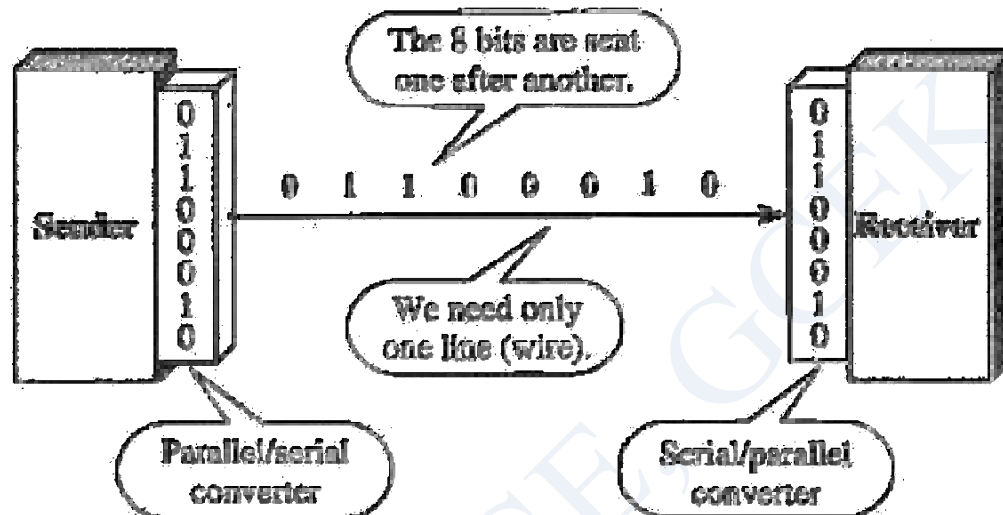 The 8 bits are sent
one after another.
0
1
1
0
0
0
1
0
Sender
0 1 1 0 0 0 1 0
0
1
1
0
0
0
1
0
Receiver
We need only
one line (wire).
Parallel/serial
converter
Serial/parallel
converter